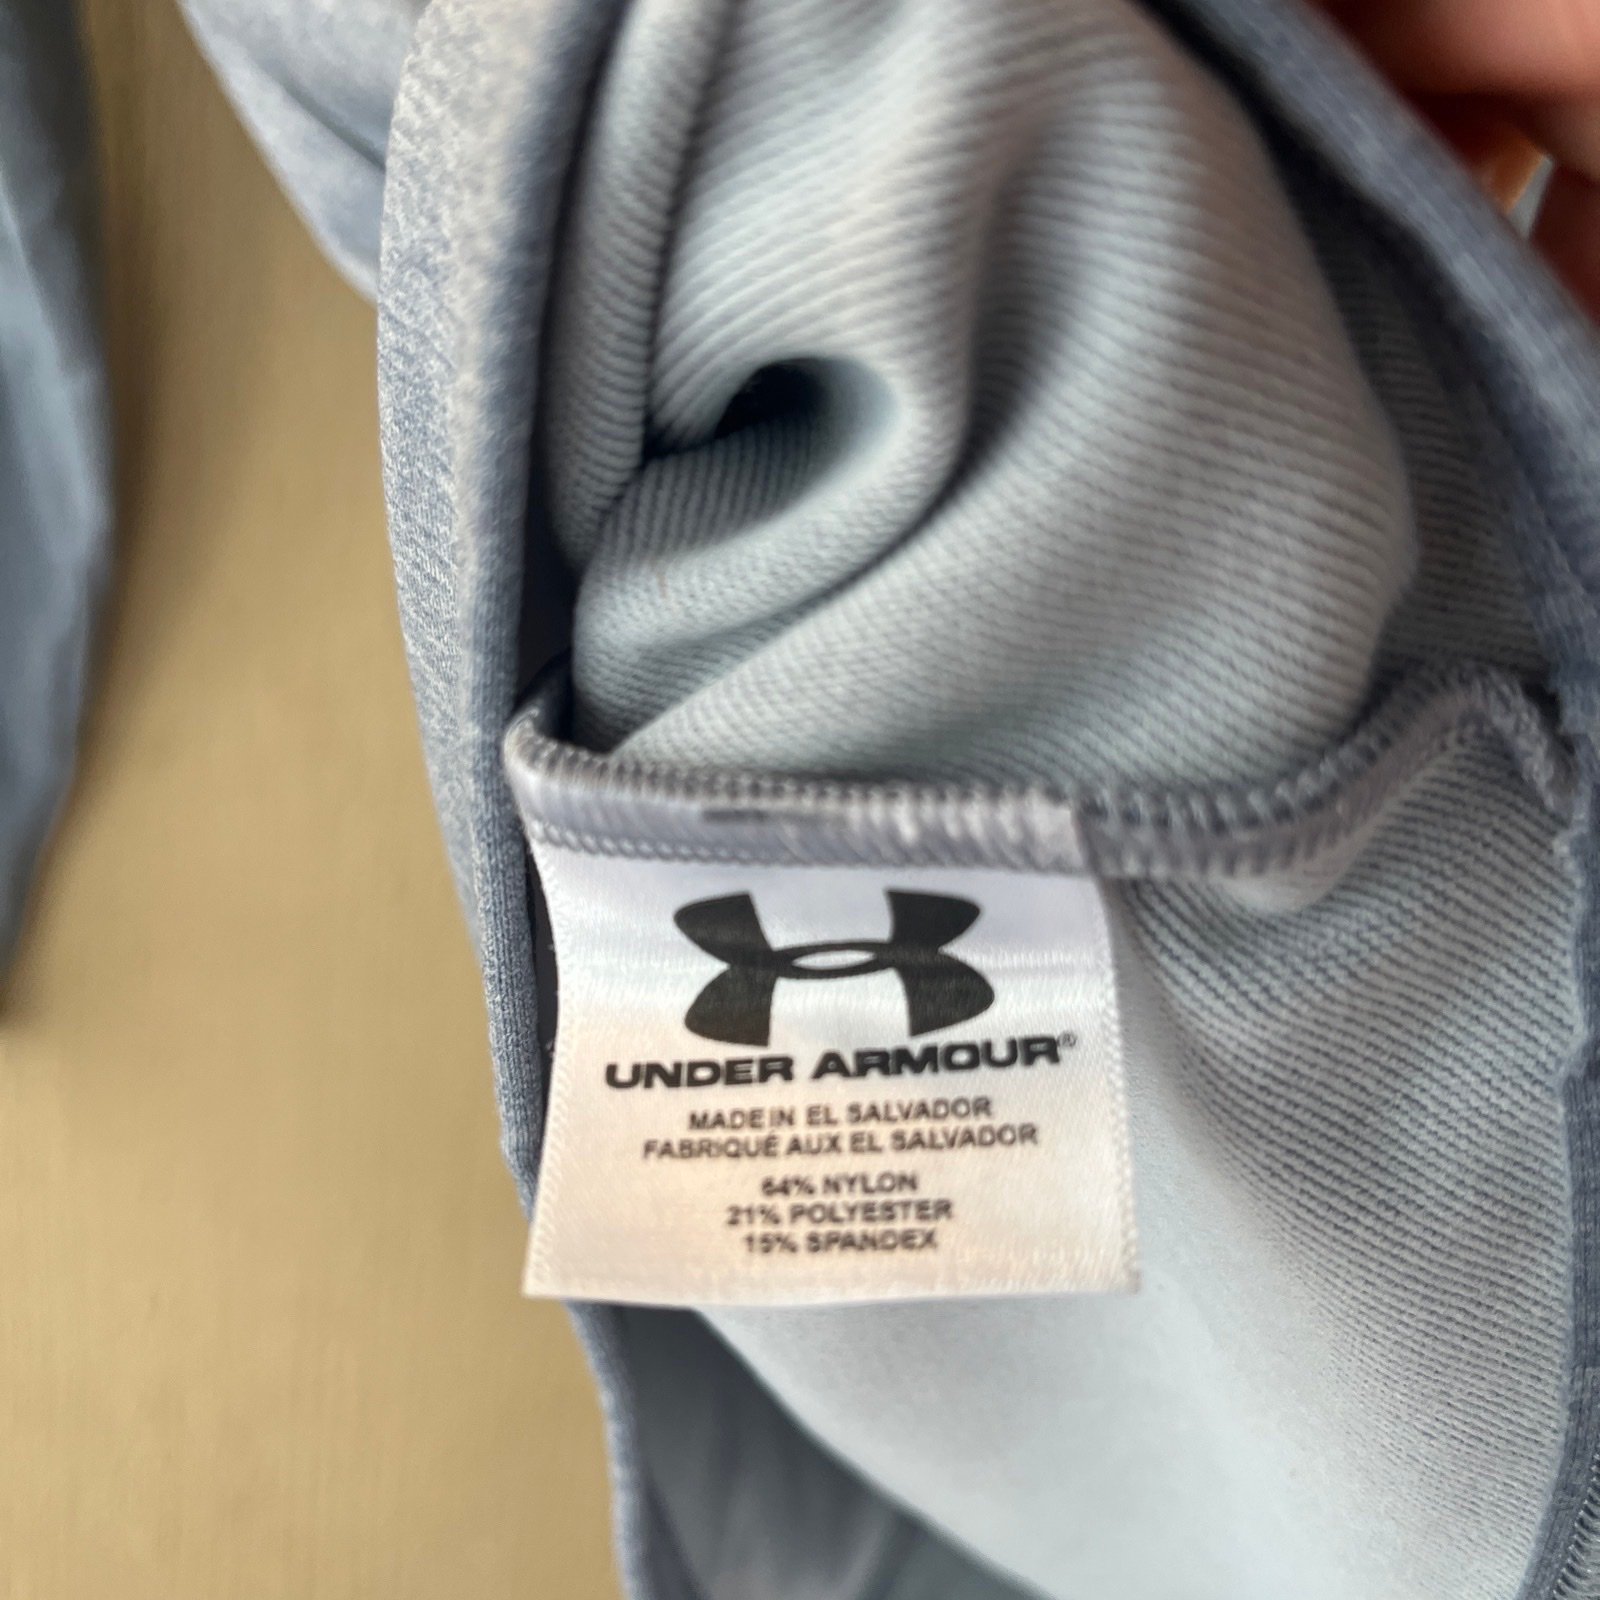 UNDER ARMOUR®
MADE IN EL SALVADOR
FABRIQUÉ AUX EL SALVADOR
64% NYLON
21% POLYESTER
15% SPANDEX